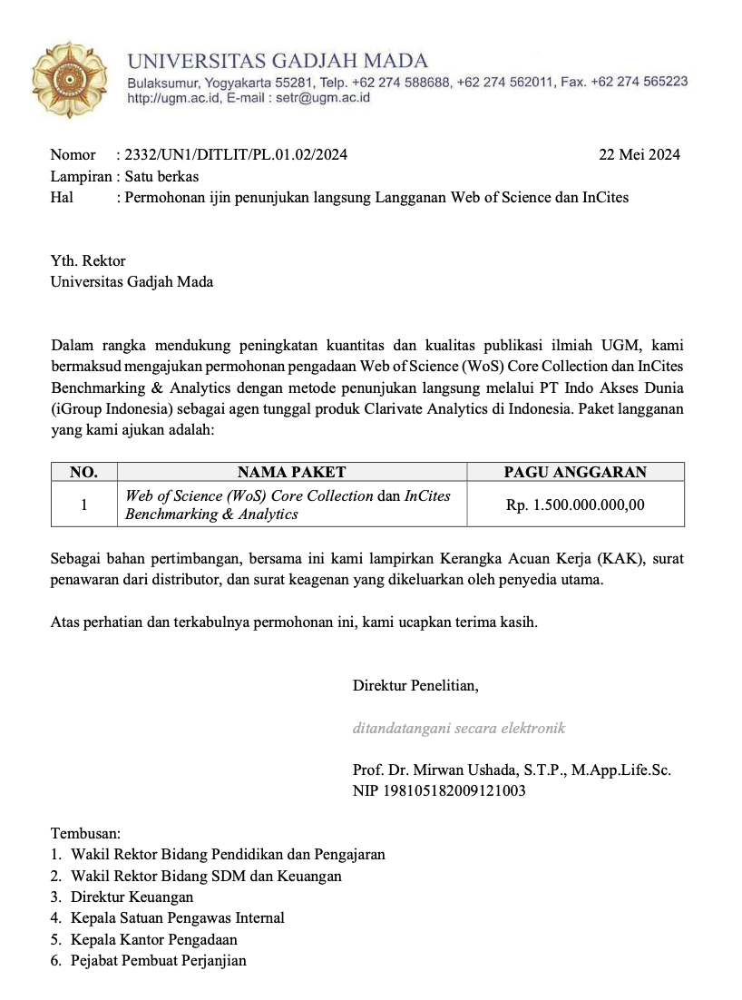 UNIVERSITAS GADJAH MADA
Bulaksumur, Yogyakarta 55281, Telp. +62 274 588688, +62 274 562011, Fax. +62 274 565223
http://ugm.ac.id, E-mail : setr@ugm.ac.id
Nomor : 2332/UN1/DITLIT/PL.01.02/2024 22 Mei 2024
Lampiran : Satu berkas
Hal : Permohonan ijin penunjukan langsung Langganan Web of Science dan InCites
Yth. Rektor
Universitas Gadjah Mada
Dalam rangka mendukung peningkatan kuantitas dan kualitas publikasi ilmiah UGM, kami
bermaksud mengajukan permohonan pengadaan Web of Science (WoS) Core Collection dan InCites
Benchmarking & Analytics dengan metode penunjukan langsung melalui PT Indo Akses Dunia
(iGroup Indonesia) sebagai agen tunggal produk Clarivate Analytics di Indonesia. Paket langganan
yang kami ajukan adalah:
NO. NAMA PAKET PAGU ANGGARAN
1 Web of Science (WoS) Core Collection dan InCites Benchmarking & Analytics Rp. 1.500.000.000,00
Sebagai bahan pertimbangan, bersama ini kami lampirkan Kerangka Acuan Kerja (KAK), surat
penawaran dari distributor, dan surat keagenan yang dikeluarkan oleh penyedia utama.
Atas perhatian dan terkabulnya permohonan ini, kami ucapkan terima kasih.
Direktur Penelitian,
ditandatangani secara elektronik
Prof. Dr. Mirwan Ushada, S.T.P., M.App.Life.Sc.
NIP 198105182009121003
Tembusan:
1. Wakil Rektor Bidang Pendidikan dan Pengajaran
2. Wakil Rektor Bidang SDM dan Keuangan
3. Direktur Keuangan
4. Kepala Satuan Pengawas Internal
5. Kepala Kantor Pengadaan
6. Pejabat Pembuat Perjanjian